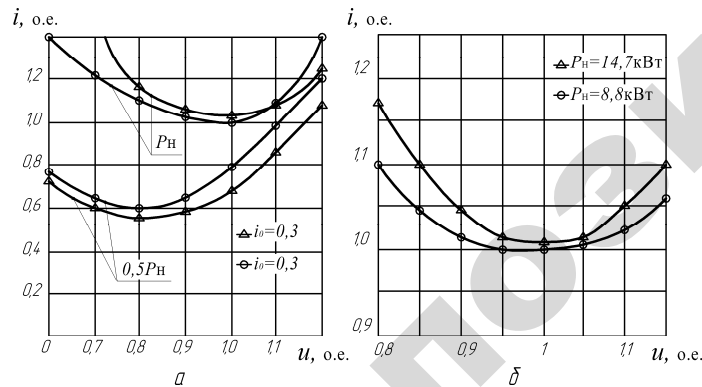 i, о.е.
1,2
1,0
0,8
0,6
0,4
0,2
0
0,7
0,8
0,9
1,0
1,1
u, о.е.
Pн
0,5Pн
i₀=0,3
i₀=0,3
а
i, о.е.
1,2
1,1
1,0
0,9
0,8
0,9
1
1,1
u, о.е.
Pн=14,7кВт
Pн=8,8кВт
б
пози